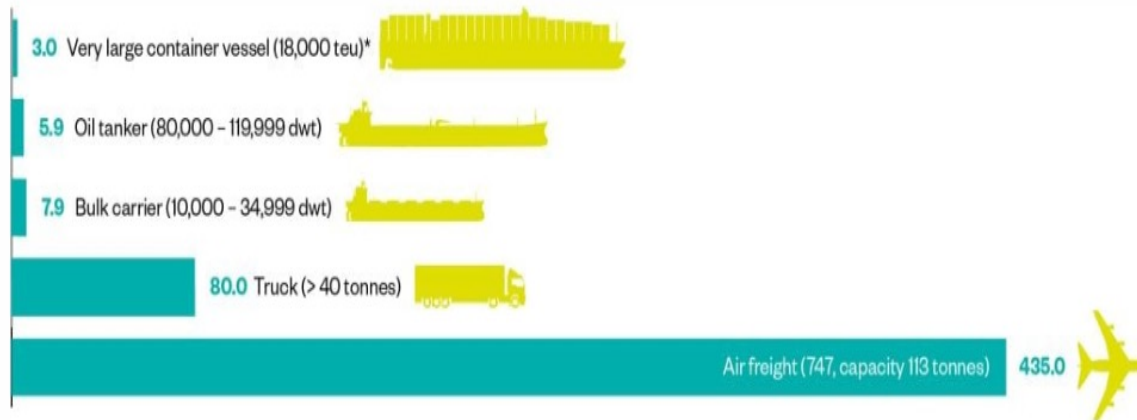 3.0 Very large container vessel (18,000 teu)*
5.9 Oil tanker (80,000 – 119,999 dwt)
7.9 Bulk carrier (10,000 – 34,999 dwt)
80.0 Truck (> 40 tonnes)
Air freight (747, capacity 113 tonnes) 435.0